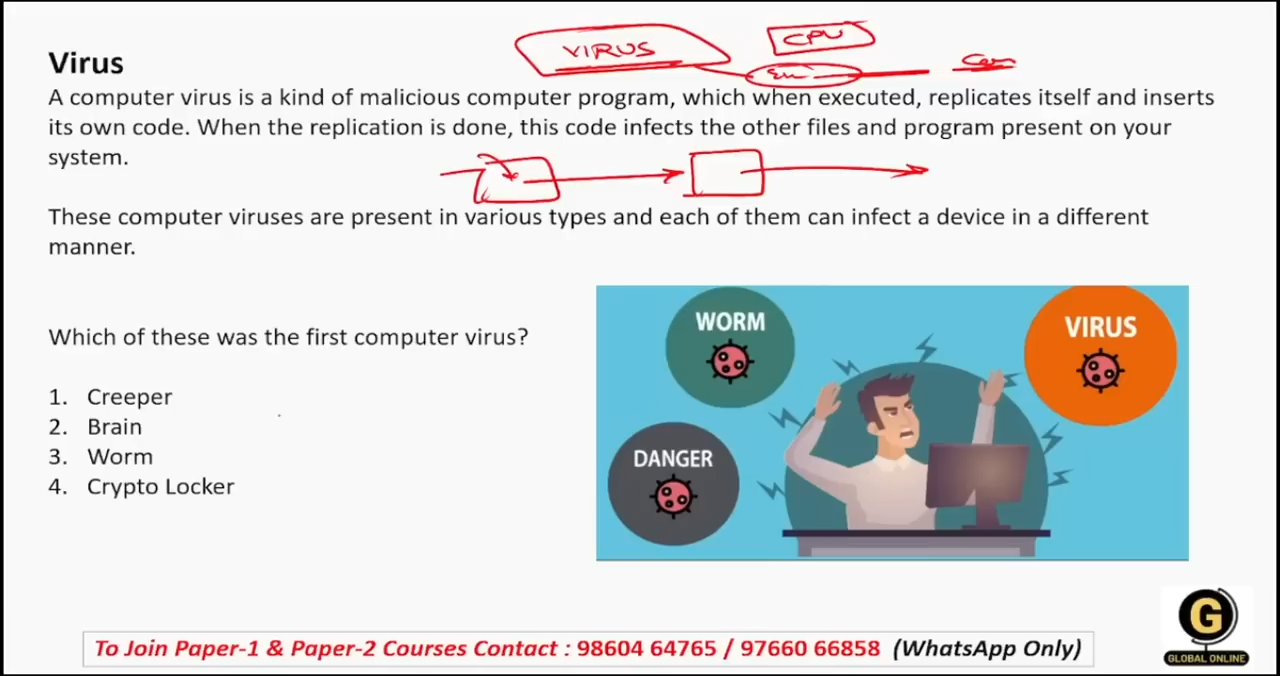 VIRUS
CPU
Virus
A computer virus is a kind of malicious computer program, which when executed, replicates itself and inserts
its own code. When the replication is done, this code infects the other files and program present on your
system.
These computer viruses are present in various types and each of them can infect a device in a different
manner.
Which of these was the first computer virus?
1. Creeper
2. Brain
3. Worm
4. Crypto Locker
WORM
VIRUS
DANGER
To Join Paper-1 & Paper-2 Courses Contact : 98604 64765 / 97660 66858 (WhatsApp Only)
G
GLOBAL ONLINE